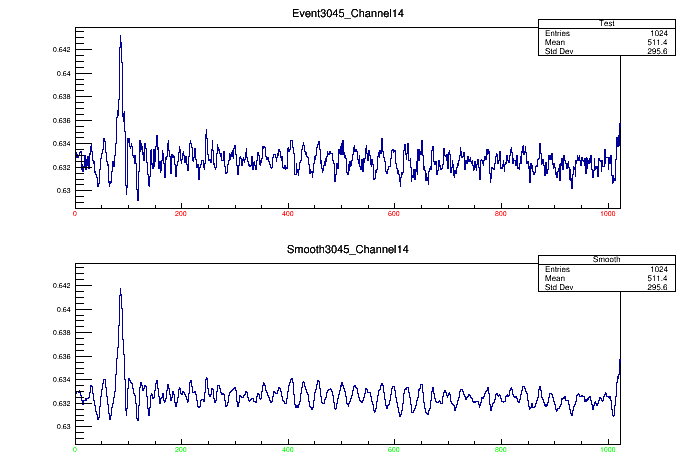 Event3045_Channel14
Test
Entries 1024
Mean 511.4
Std Dev 295.6
0.642
0.64
0.638
0.636
0.634
0.632
0.63
0 200 400 600 800 1000
Smooth3045_Channel14
Smooth
Entries 1024
Mean 511.4
Std Dev 295.6
0.642
0.64
0.638
0.636
0.634
0.632
0.63
0 200 400 600 800 1000